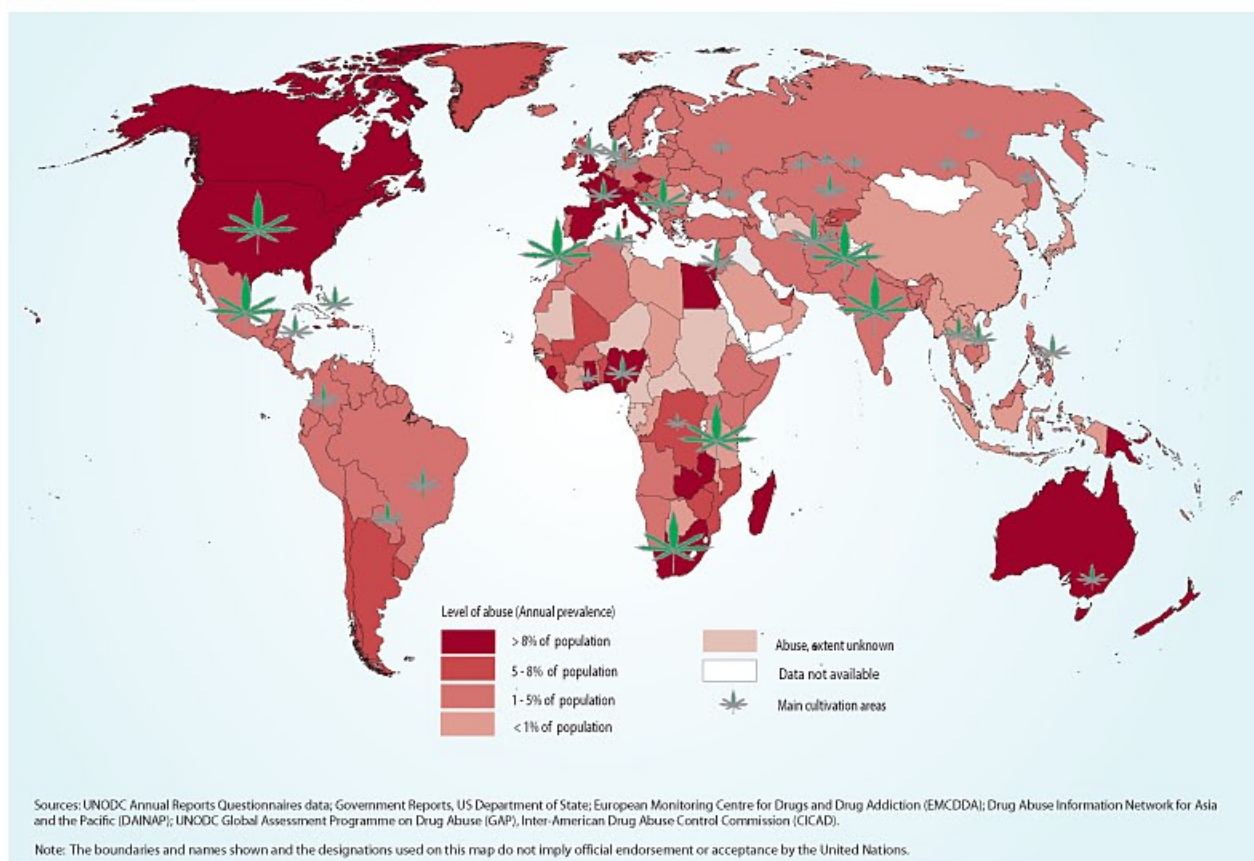 Level of abuse (Annual prevalence)
> 8% of population
5 - 8% of population
1 - 5% of population
< 1% of population
Abuse, extent unknown
Data not available
Main cultivation areas
Sources: UNODC Annual Reports Questionnaires data; Government Reports, US Department of State; European Monitoring Centre for Drugs and Drug Addiction (EMCDDA); Drug Abuse Information Network for Asia
and the Pacific (DAINAP); UNODC Global Assessment Programme on Drug Abuse (GAP), Inter-American Drug Abuse Control Commission (CICAD).
Note: The boundaries and names shown and the designations used on this map do not imply official endorsement or acceptance by the United Nations.